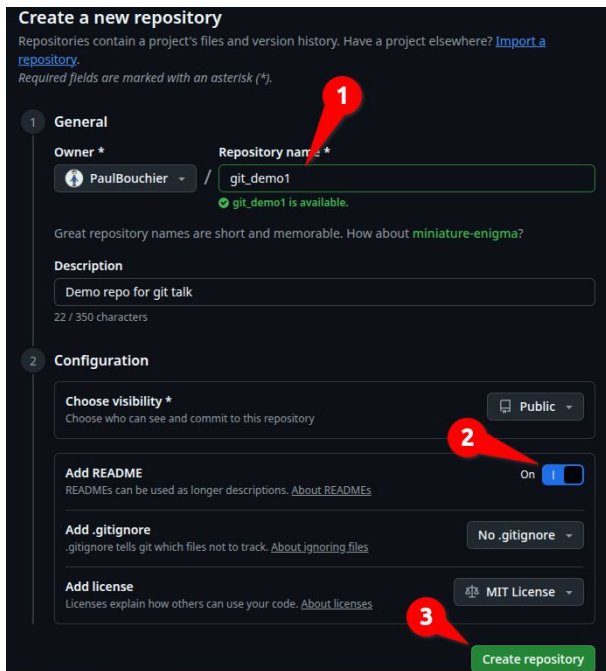 Create a new repository
Repositories contain a project's files and version history. Have a project elsewhere? Import a
repository.
Required fields are marked with an asterisk (*).
1
1 General
Owner * Repository name *
PaulBouchier / git_demo1
git_demo1 is available.
Great repository names are short and memorable. How about miniature-enigma?
Description
Demo repo for git talk
22 / 350 characters
2 Configuration
Choose visibility *
Public
Choose who can see and commit to this repository
2
Add README
On
READMEs can be used as longer descriptions. About READMEs
Add .gitignore
No .gitignore
.gitignore tells git which files not to track. About ignoring files
Add license
MIT License
Licenses explain how others can use your code. About licenses
3
Create repository